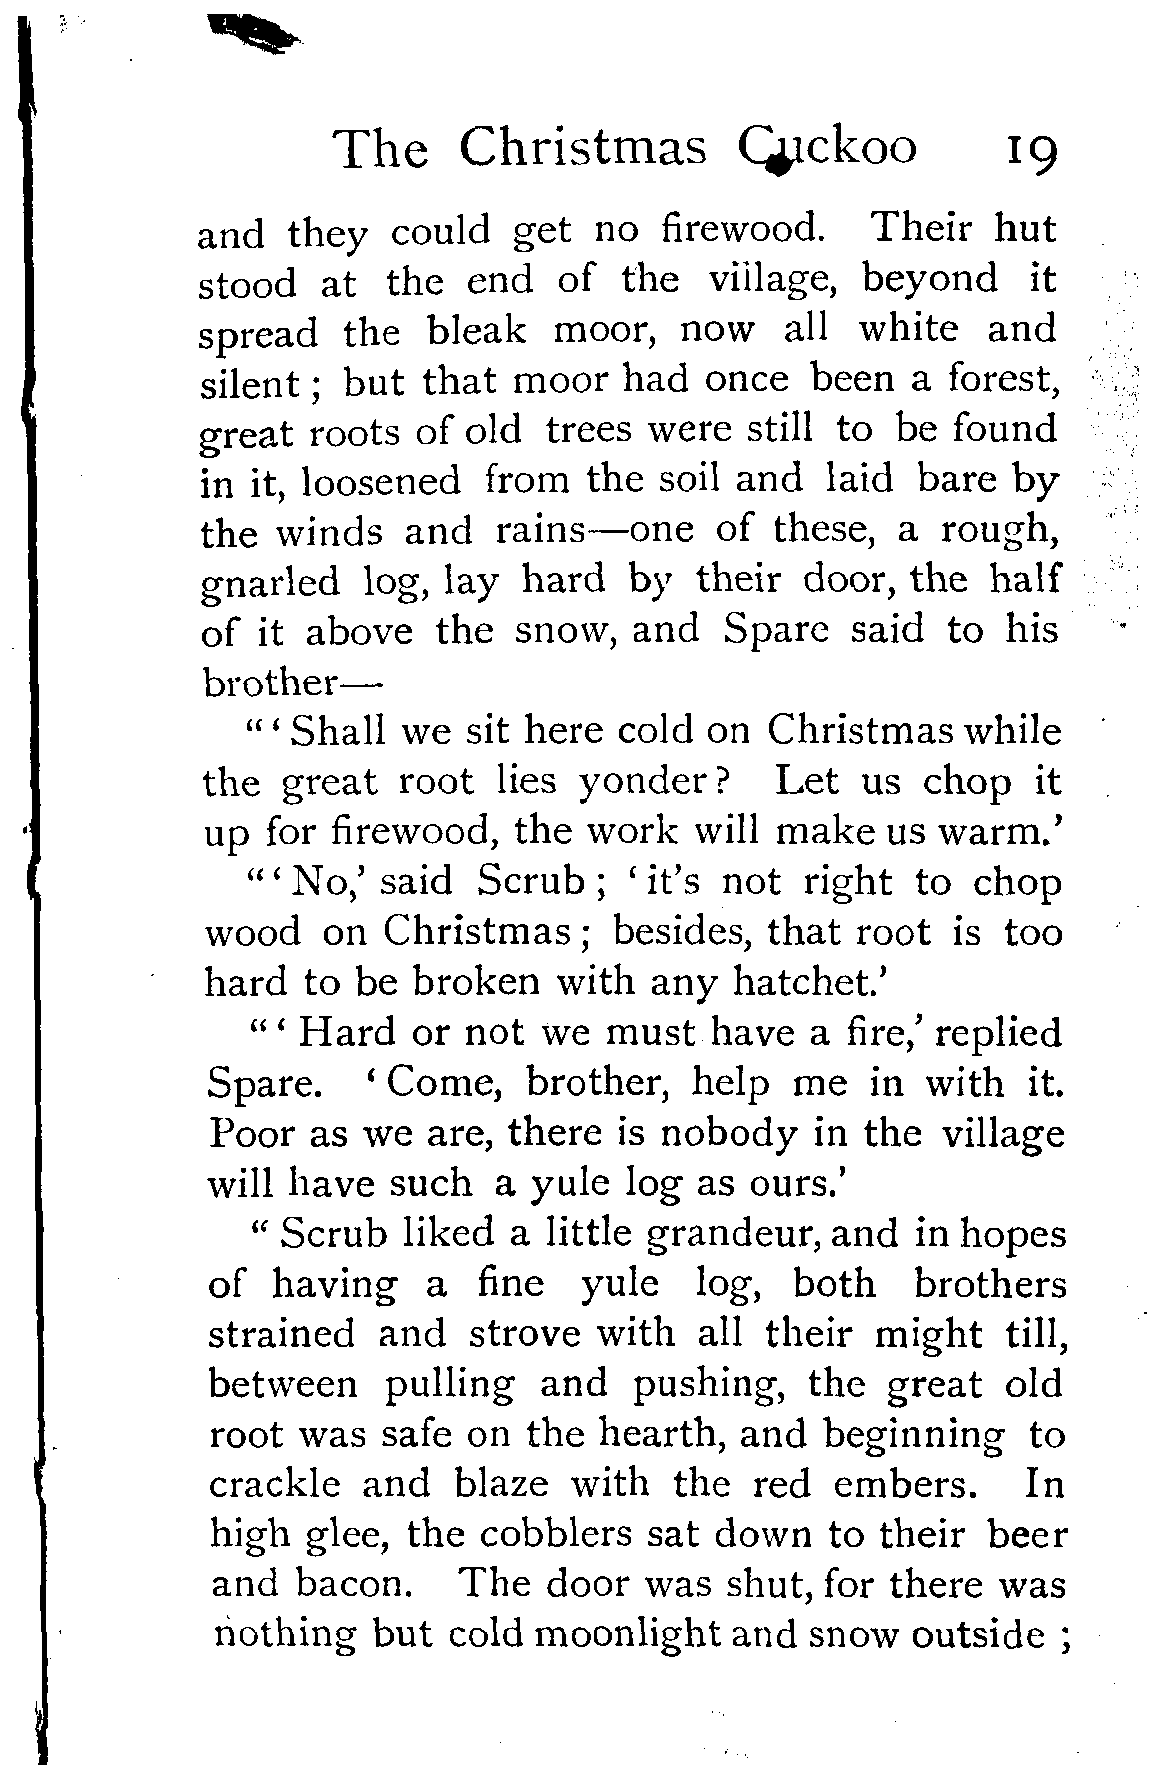 The Christmas Cuckoo 19
and they could get no firewood. Their hut
stood at the end of the village, beyond it
spread the bleak moor, now all white and
silent ; but that moor had once been a forest,
great roots of old trees were still to be found
in it, loosened from the soil and laid bare by
the winds and rains—one of these, a rough,
gnarled log, lay hard by their door, the half
of it above the snow, and Spare said to his
brother—
"‘ Shall we sit here cold on Christmas while
the great root lies yonder? Let us chop it
up for firewood, the work will make us warm.’
"‘ No,’ said Scrub ; ‘ it's not right to chop
wood on Christmas ; besides, that root is too
hard to be broken with any hatchet.’
"‘ Hard or not we must have a fire,’ replied
Spare. ‘ Come, brother, help me in with it.
Poor as we are, there is nobody in the village
will have such a yule log as ours.’
" Scrub liked a little grandeur, and in hopes
of having a fine yule log, both brothers
strained and strove with all their might till,
between pulling and pushing, the great old
root was safe on the hearth, and beginning to
crackle and blaze with the red embers. In
high glee, the cobblers sat down to their beer
and bacon. The door was shut, for there was
nothing but cold moonlight and snow outside ;